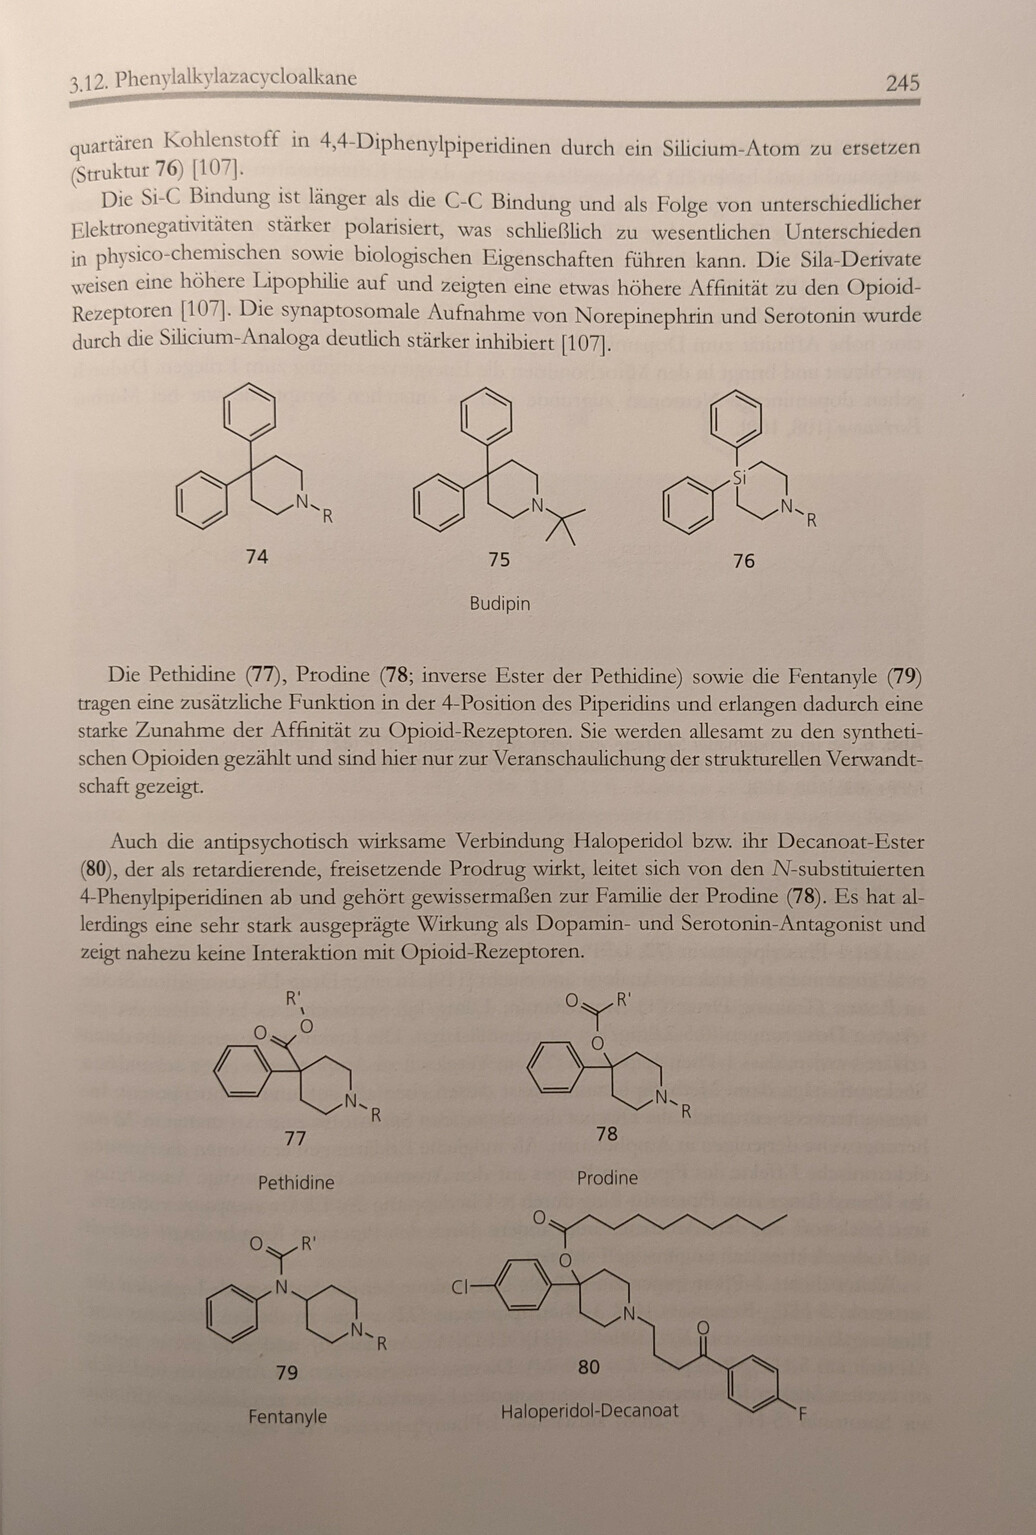 3.12. Phenylalkylazacycloalkane 245
quartären Kohlenstoff in 4,4-Diphenylpiperidinen durch ein Silicium-Atom zu ersetzen
(Struktur 76) [107].
Die Si-C Bindung ist länger als die C-C Bindung und als Folge von unterschiedlicher
Elektronegativitäten stärker polarisiert, was schließlich zu wesentlichen Unterschieden
in physico-chemischen sowie biologischen Eigenschaften führen kann. Die Sila-Derivate
weisen eine höhere Lipophilie auf und zeigten eine etwas höhere Affinität zu den Opioid-
Rezeptoren [107]. Die synaptosomale Aufnahme von Norepinephrin und Serotonin wurde
durch die Silicium-Analoga deutlich stärker inhibiert [107].
N R
N
Si N R
74 75 76
Budipin
Die Pethidine (77), Prodine (78; inverse Ester der Pethidine) sowie die Fentanyle (79)
tragen eine zusätzliche Funktion in der 4-Position des Piperidins und erlangen dadurch eine
starke Zunahme der Affinität zu Opioid-Rezeptoren. Sie werden allesamt zu den syntheti-
schen Opioiden gezählt und sind hier nur zur Veranschaulichung der strukturellen Verwandt-
schaft gezeigt.
Auch die antipsychotisch wirksame Verbindung Haloperidol bzw. ihr Decanoat-Ester
(80), der als retardierende, freisetzende Prodrug wirkt, leitet sich von den N-substituierten
4-Phenylpiperidinen ab und gehört gewissermaßen zur Familie der Prodine (78). Es hat al-
lerdings eine sehr stark ausgeprägte Wirkung als Dopamin- und Serotonin-Antagonist und
zeigt nahezu keine Interaktion mit Opioid-Rezeptoren.
R'
O O
N R
77
Pethidine
O R'
O
N R
78
Prodine
O R'
N
N R
79
Fentanyle
O
O
Cl
N
O
F
80
Haloperidol-Decanoat